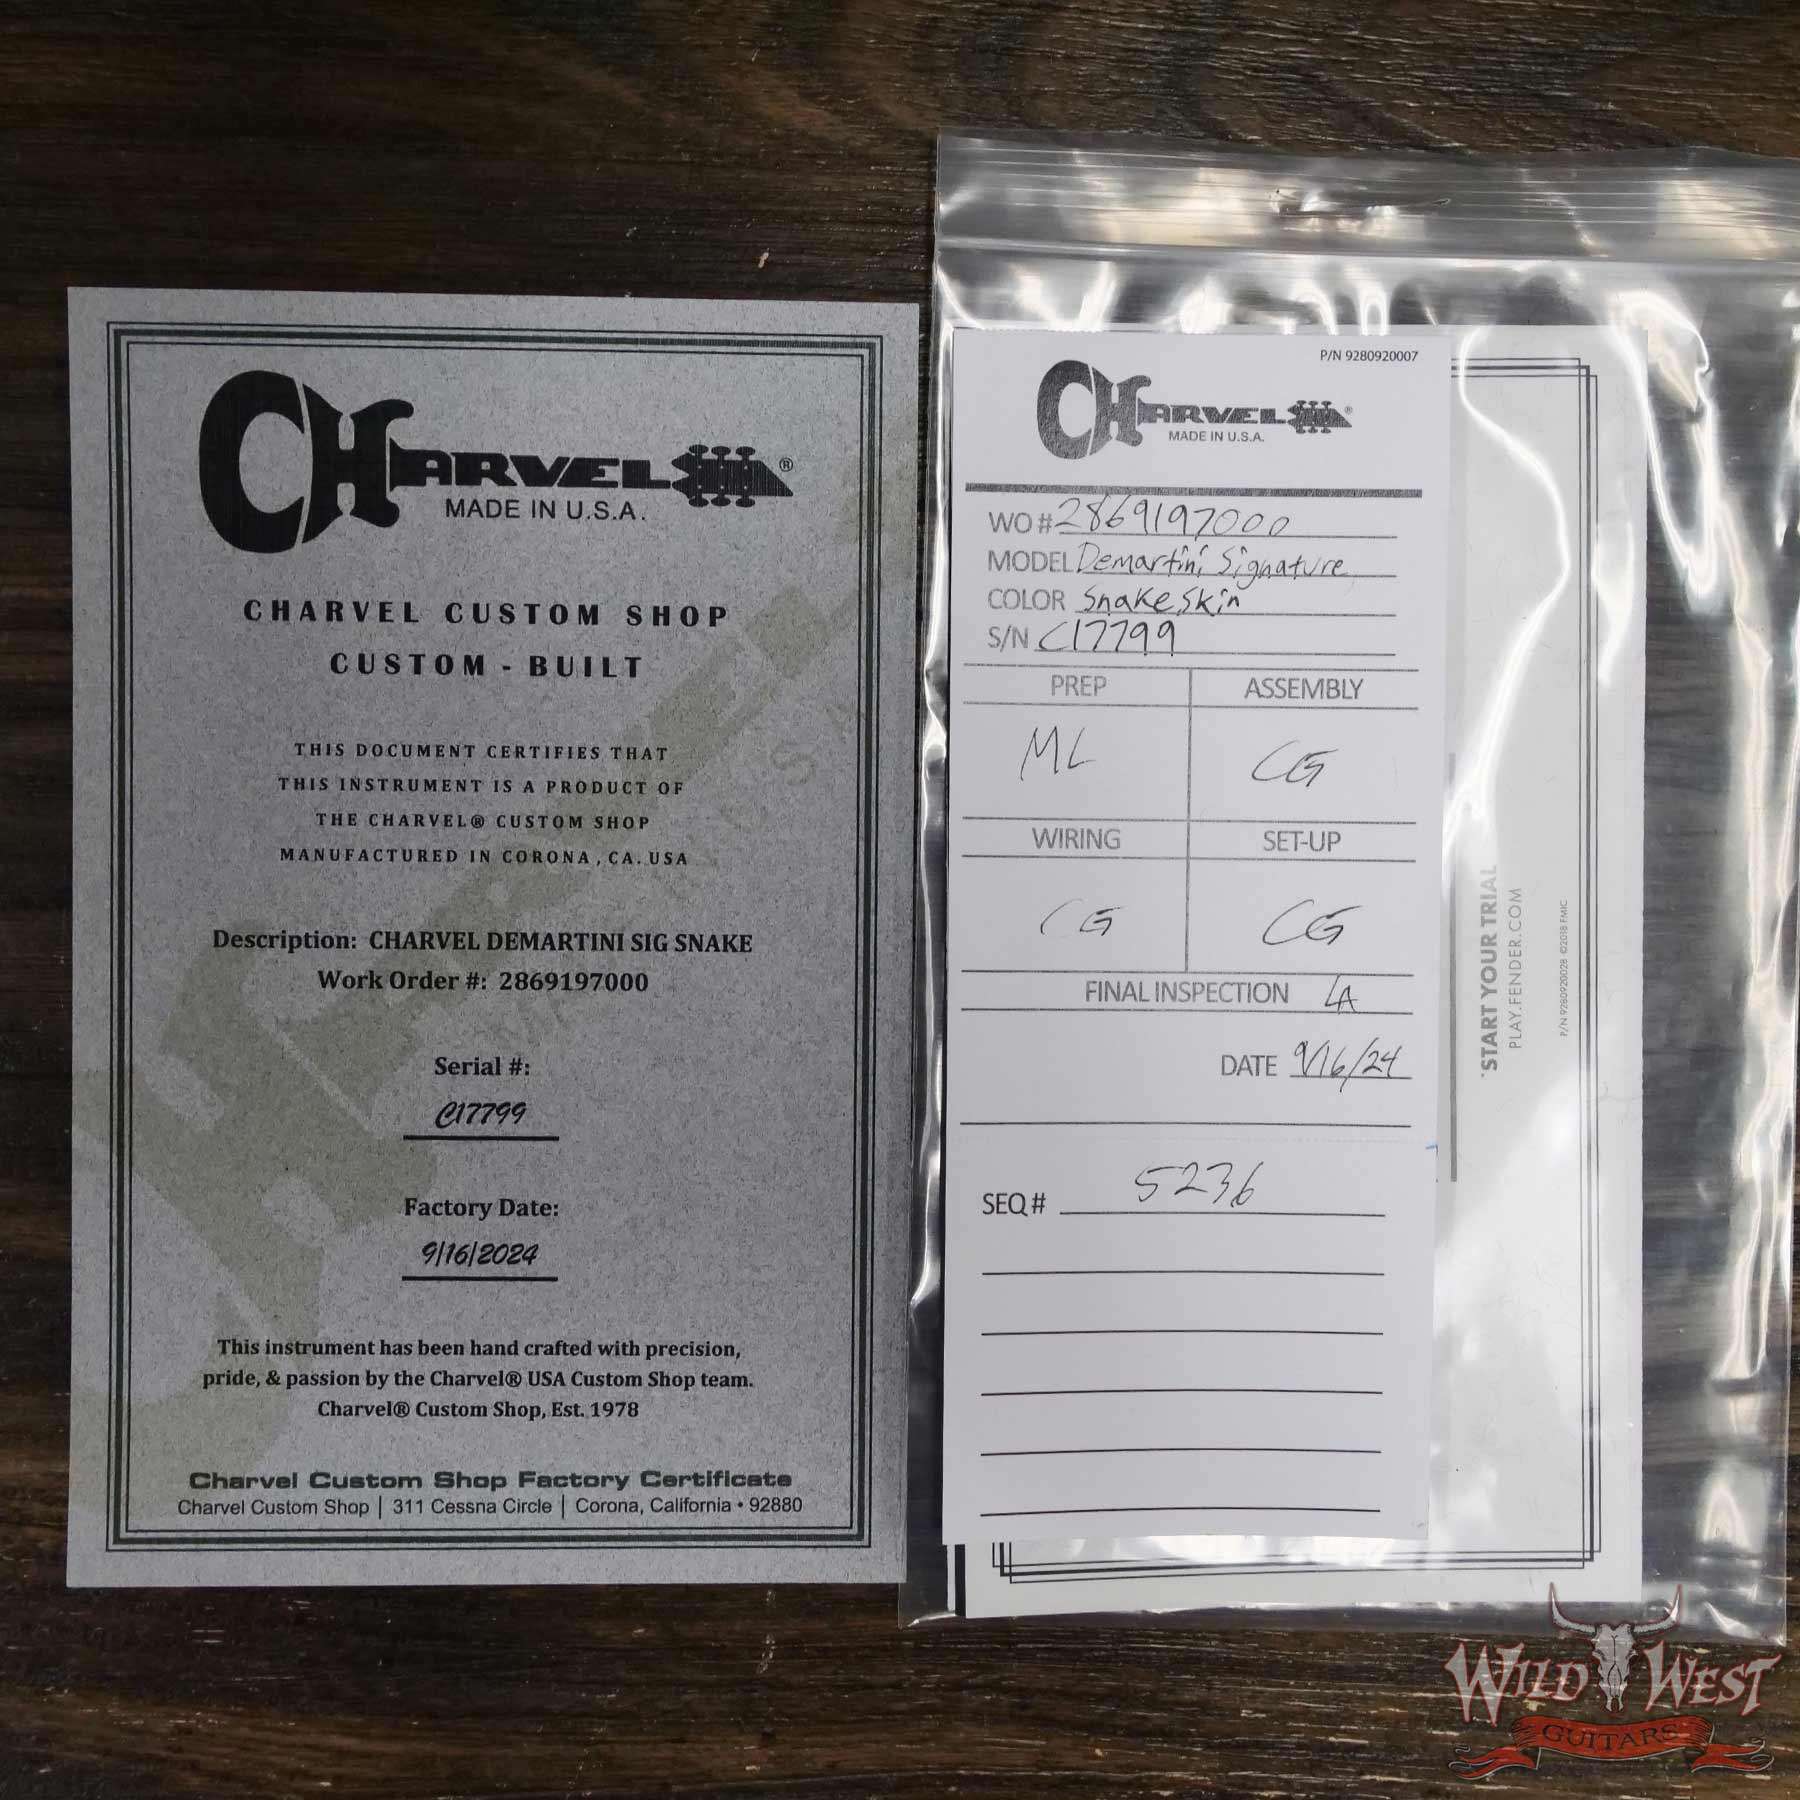 CHARVEL®
MADE IN U.S.A.
CHARVEL CUSTOM SHOP
CUSTOM - BUILT
THIS DOCUMENT CERTIFIES THAT
THIS INSTRUMENT IS A PRODUCT OF
THE CHARVEL® CUSTOM SHOP
MANUFACTURED IN CORONA, CA. USA
Description: CHARVEL DEMARTINI SIG SNAKE
Work Order #: 2869197000
Serial #:
C17799
Factory Date:
9/16/2024
This instrument has been hand crafted with precision,
pride, & passion by the Charvel® USA Custom Shop team.
Charvel® Custom Shop, Est. 1978
Charvel Custom Shop Factory Certificate
Charvel Custom Shop | 311 Cessna Circle | Corona, California • 92880
P/N 9280920007
CHARVEL®
MADE IN U.S.A.
WO # 2869197000
MODEL Demartini Signature
COLOR Snake Skin
S/N C17799
PREP ASSEMBLY
ML CG
WIRING SET-UP
CG CG
FINAL INSPECTION LA
DATE 9/16/24
SEQ # 5236
START YOUR TRIAL
PLAY.FENDER.COM
P/N 9280920028 ©2018 FMIC
WILD WEST
GUITARS